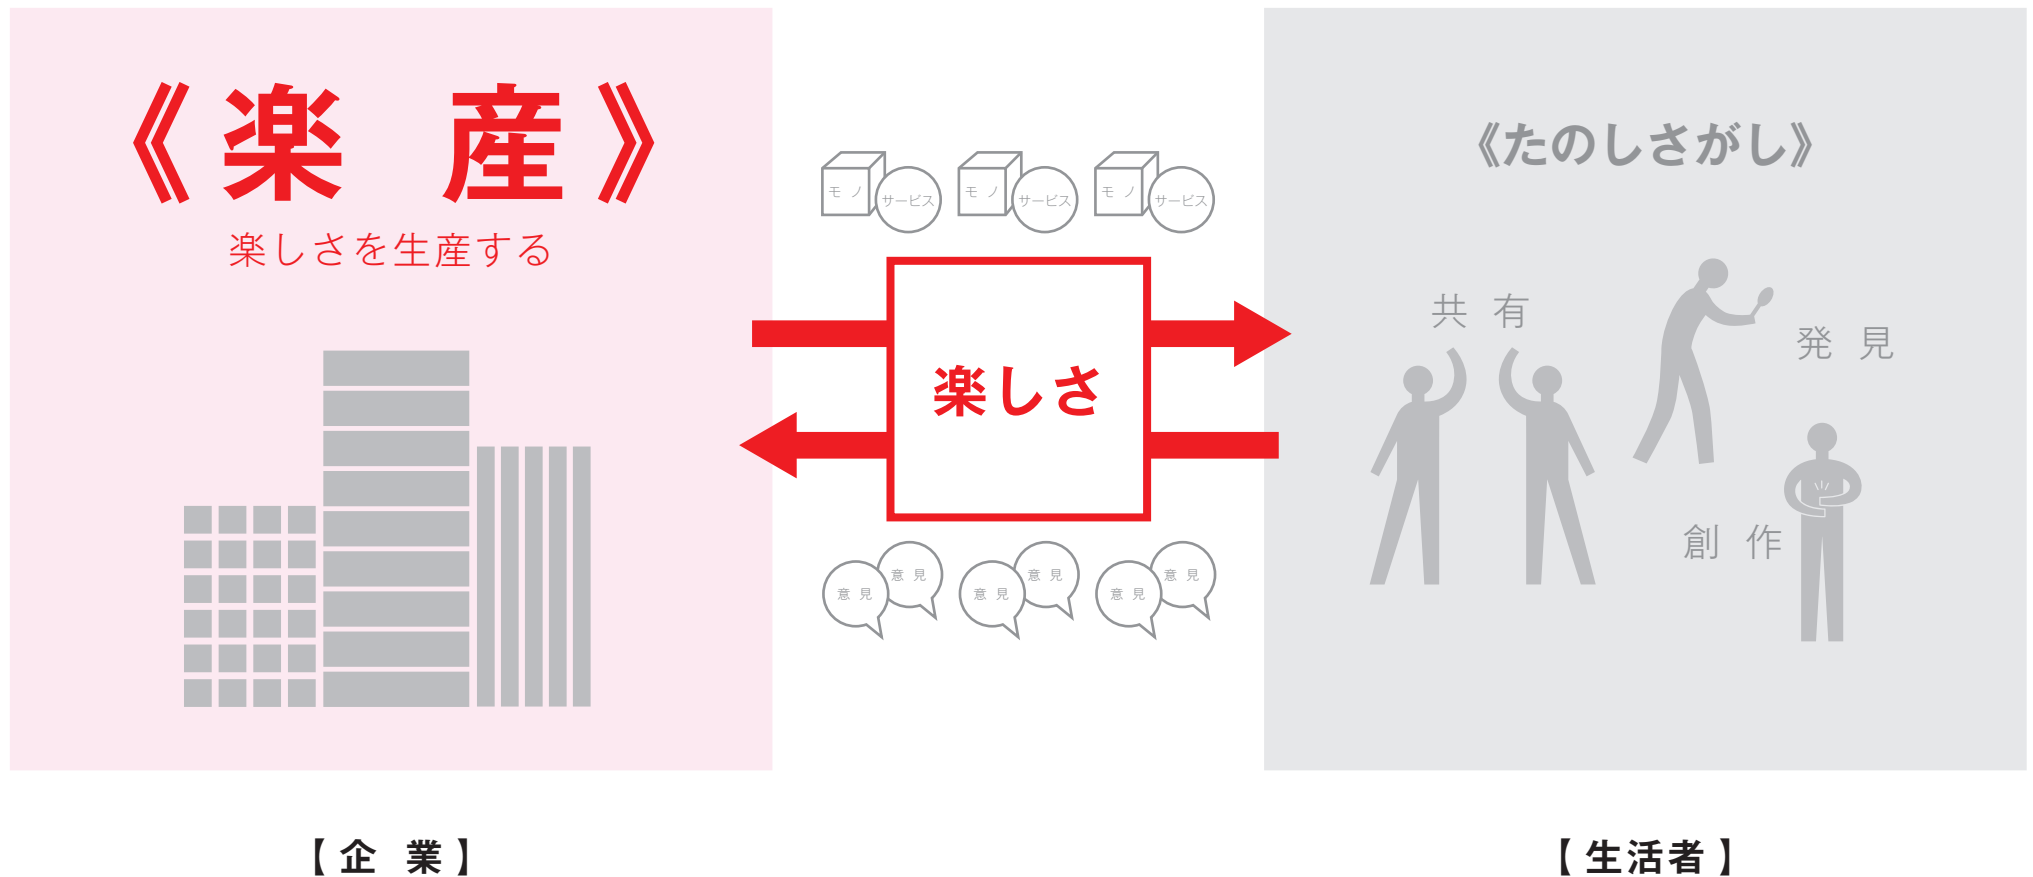 《楽 産》
楽しさを生産する
【企 業】
モノ サービス
モノ サービス
モノ サービス
楽しさ
意見 意見
意見 意見
意見 意見
《たのしさがし》
共有
発見
創作
【生活者】